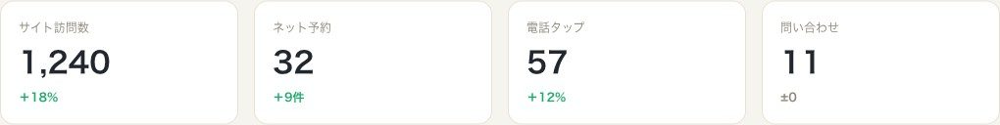 サイト訪問数
1,240
+18%
ネット予約
32
+9件
電話タップ
57
+12%
問い合わせ
11
±0